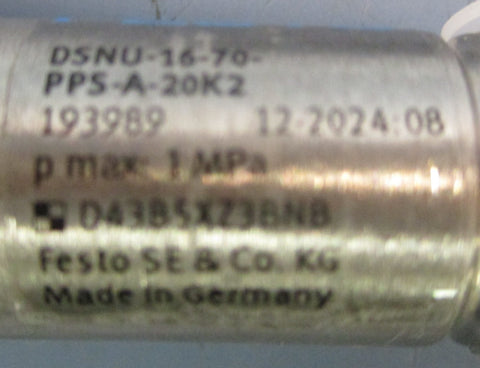 DSNU-16-70-
PPS-A-20K2
193989 12-2024:08
p max: 1 MPa
D43B5XZ3BNB
Festo SE & Co. KG
Made in Germany